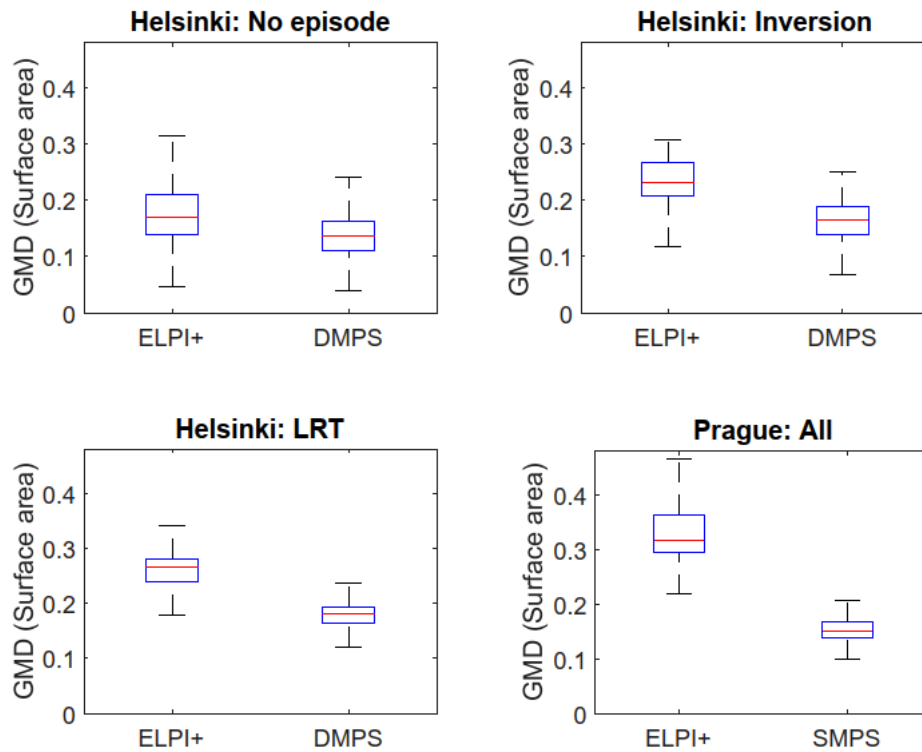 Helsinki: No episode
GMD (Surface area)
0.4
0.3
0.2
0.1
0
ELPI+ DMPS
Helsinki: Inversion
GMD (Surface area)
0.4
0.3
0.2
0.1
0
ELPI+ DMPS
Helsinki: LRT
GMD (Surface area)
0.4
0.3
0.2
0.1
0
ELPI+ DMPS
Prague: All
GMD (Surface area)
0.4
0.3
0.2
0.1
0
ELPI+ SMPS